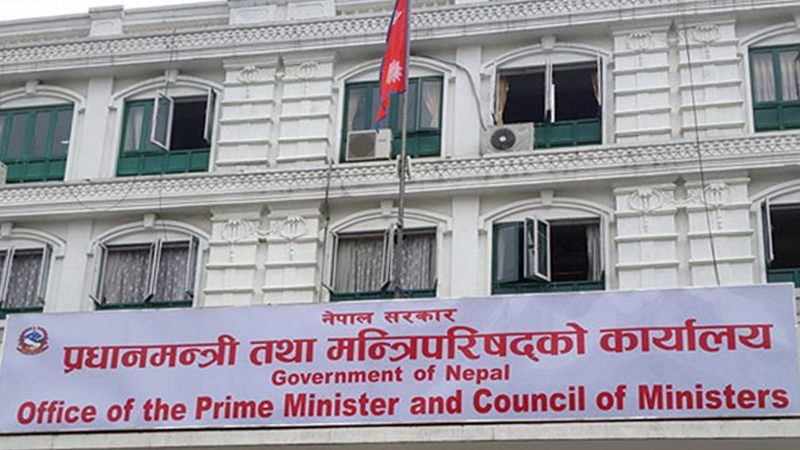 नेपाल सरकार
प्रधानमन्त्री तथा मन्त्रिपरिषद्को कार्यालय
Government of Nepal
Office of the Prime Minister and Council of Ministers